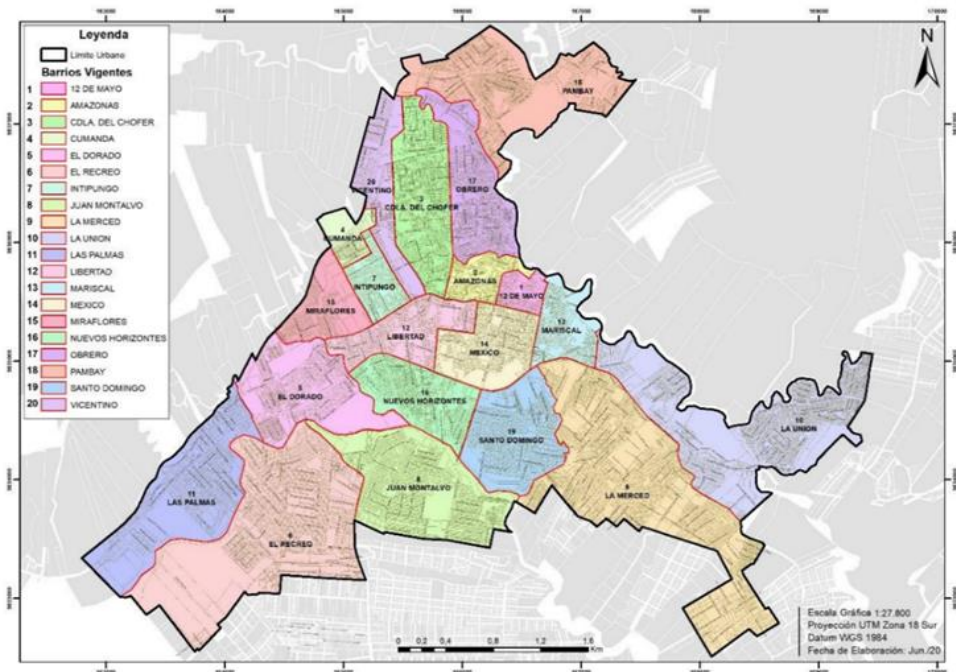 Leyenda
Límite Urbano
Barrios Vigentes
1 12 DE MAYO
2 AMAZONAS
3 CDLA. DEL CHOFER
4 CUMANDA
5 EL DORADO
6 EL RECREO
7 INTIPUNGO
8 JUAN MONTALVO
9 LA MERCED
10 LA UNION
11 LAS PALMAS
12 LIBERTAD
13 MARISCAL
14 MEXICO
15 MIRAFLORES
16 NUEVOS HORIZONTES
17 OBRERO
18 PAMBAY
19 SANTO DOMINGO
20 VICENTINO
N
18
PAMBAY
17
OBRERO
20
VICENTINO
3
CDLA. DEL CHOFER
4
CUMANDA
7
INTIPUNGO
2
AMAZONAS
1
12 DE MAYO
15
MIRAFLORES
12
LIBERTAD
13
MARISCAL
14
MEXICO
5
EL DORADO
16
NUEVOS HORIZONTES
19
SANTO DOMINGO
10
LA UNION
11
LAS PALMAS
8
JUAN MONTALVO
9
LA MERCED
6
EL RECREO
0 0.2 0.4 0.8 1.2 1.6
Km
Escala Gráfica 1:27.800
Proyección UTM Zona 18 Sur
Datum WGS 1984
Fecha de Elaboración: Jun./20